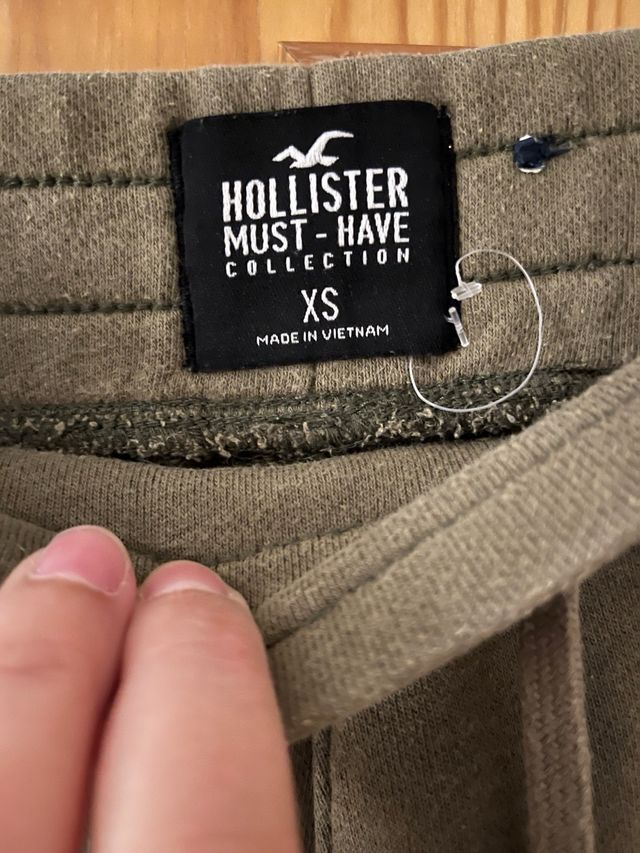 HOLLISTER
MUST-HAVE
COLLECTION
XS
MADE IN VIETNAM